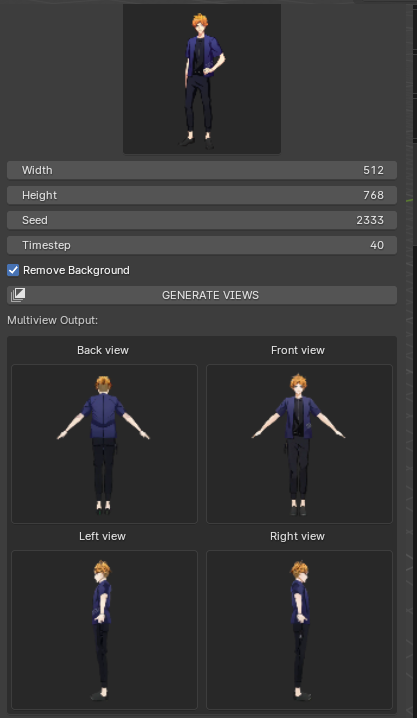 Width 512
Height 768
Seed 2333
Timestep 40
Remove Background
GENERATE VIEWS
Multiview Output:
Back view Front view
Left view Right view